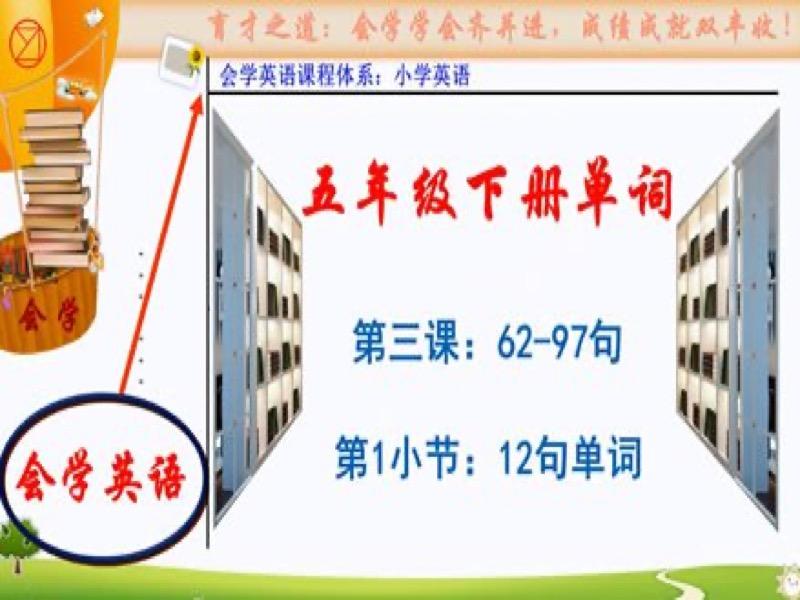 育才之道：会学学会齐并进，成绩成就双丰收！
会学英语课程体系：小学英语
五年级下册单词
会学
第三课：62-97句
第1小节：12句单词
会学英语